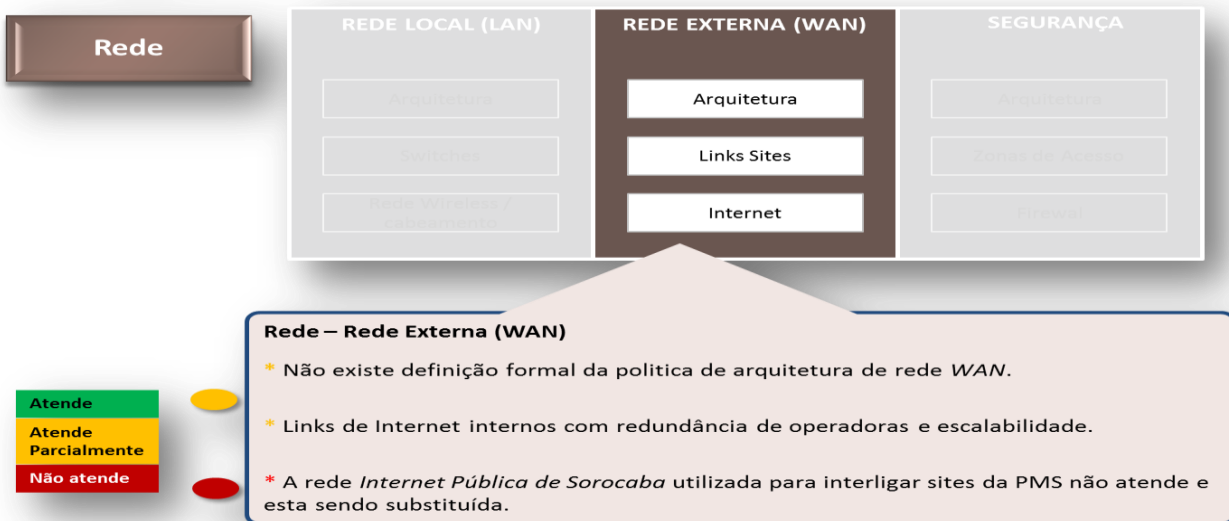 Rede
REDE LOCAL (LAN)
REDE EXTERNA (WAN)
SEGURANÇA
Arquitetura
Arquitetura
Arquitetura
Switches
Links Sites
Zonas de Acesso
Rede Wireless /
cabeamento
Internet
Firewal
Rede – Rede Externa (WAN)
* Não existe definição formal da politica de arquitetura de rede WAN.
* Links de Internet internos com redundância de operadoras e escalabilidade.
* A rede Internet Pública de Sorocaba utilizada para interligar sites da PMS não atende e
esta sendo substituída.
Atende
Atende
Parcialmente
Não atende